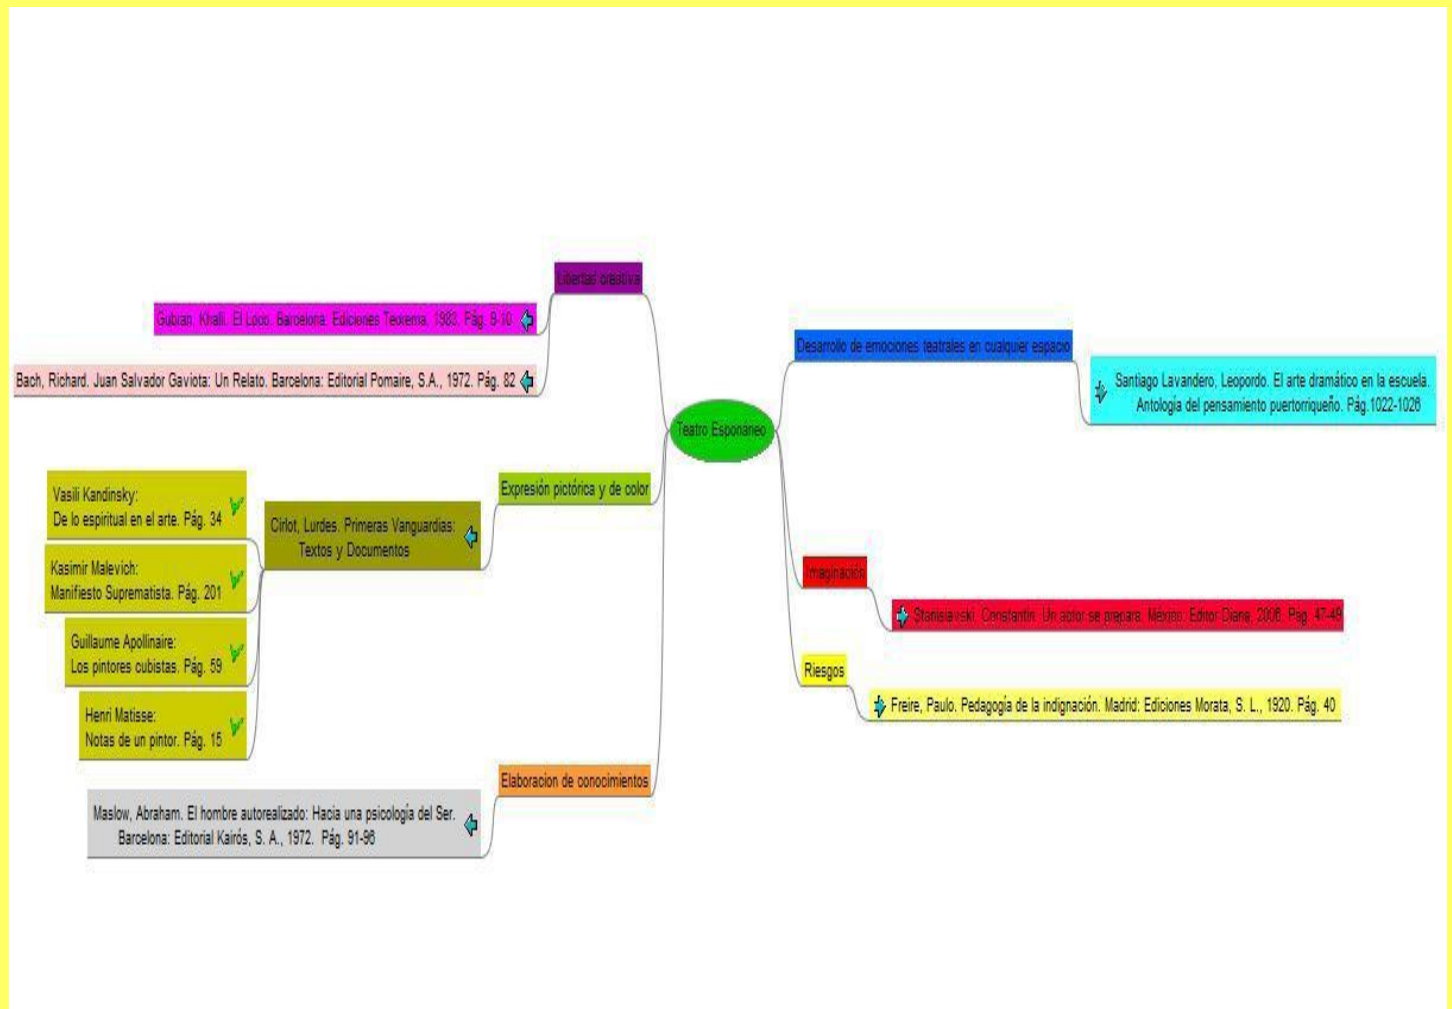 Libertad creativa
Gubran, Khalil. El Loco. Barcelona. Ediciones Teorema, 1983. Pág. 9-10
Bach, Richard. Juan Salvador Gaviota: Un Relato. Barcelona: Editorial Pomaire, S.A., 1972. Pág. 82
Expresión pictórica y de color
Cirlot, Lurdes. Primeras Vanguardias:
Textos y Documentos
Vasili Kandinsky:
De lo espiritual en el arte. Pág. 34
Kasimir Malevich:
Manifiesto Suprematista. Pág. 201
Guillaume Apollinaire:
Los pintores cubistas. Pág. 59
Henri Matisse:
Notas de un pintor. Pág. 15
Elaboracion de conocimientos
Maslow, Abraham. El hombre autorealizado: Hacia una psicología del Ser.
Barcelona: Editorial Kairós, S. A., 1972. Pág. 91-96
Teatro Esponáneo
Desarrollo de emociones teatrales en cualquier espacio
Santiago Lavandero, Leopordo. El arte dramático en la escuela.
Antología del pensamiento puertorriqueño. Pág.1022-1026
Imaginación
Stanislavski, Constantin. Un actor se prepara. México: Editor Diana, 2006. Pág. 47-49
Riesgos
Freire, Paulo. Pedagogía de la indignación. Madrid: Ediciones Morata, S. L., 1920. Pág. 40